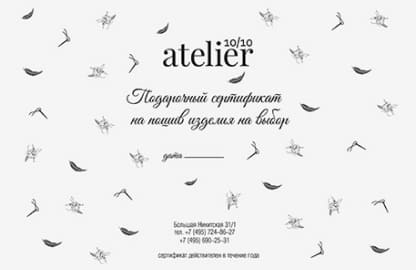 10/10
atelier
Подарочный сертификат
на пошив изделия на выбор
дата
Большая Никитская 31/1
тел. +7 (495) 724-86-27
+7 (495) 690-25-31
сертификат действителен в течение года